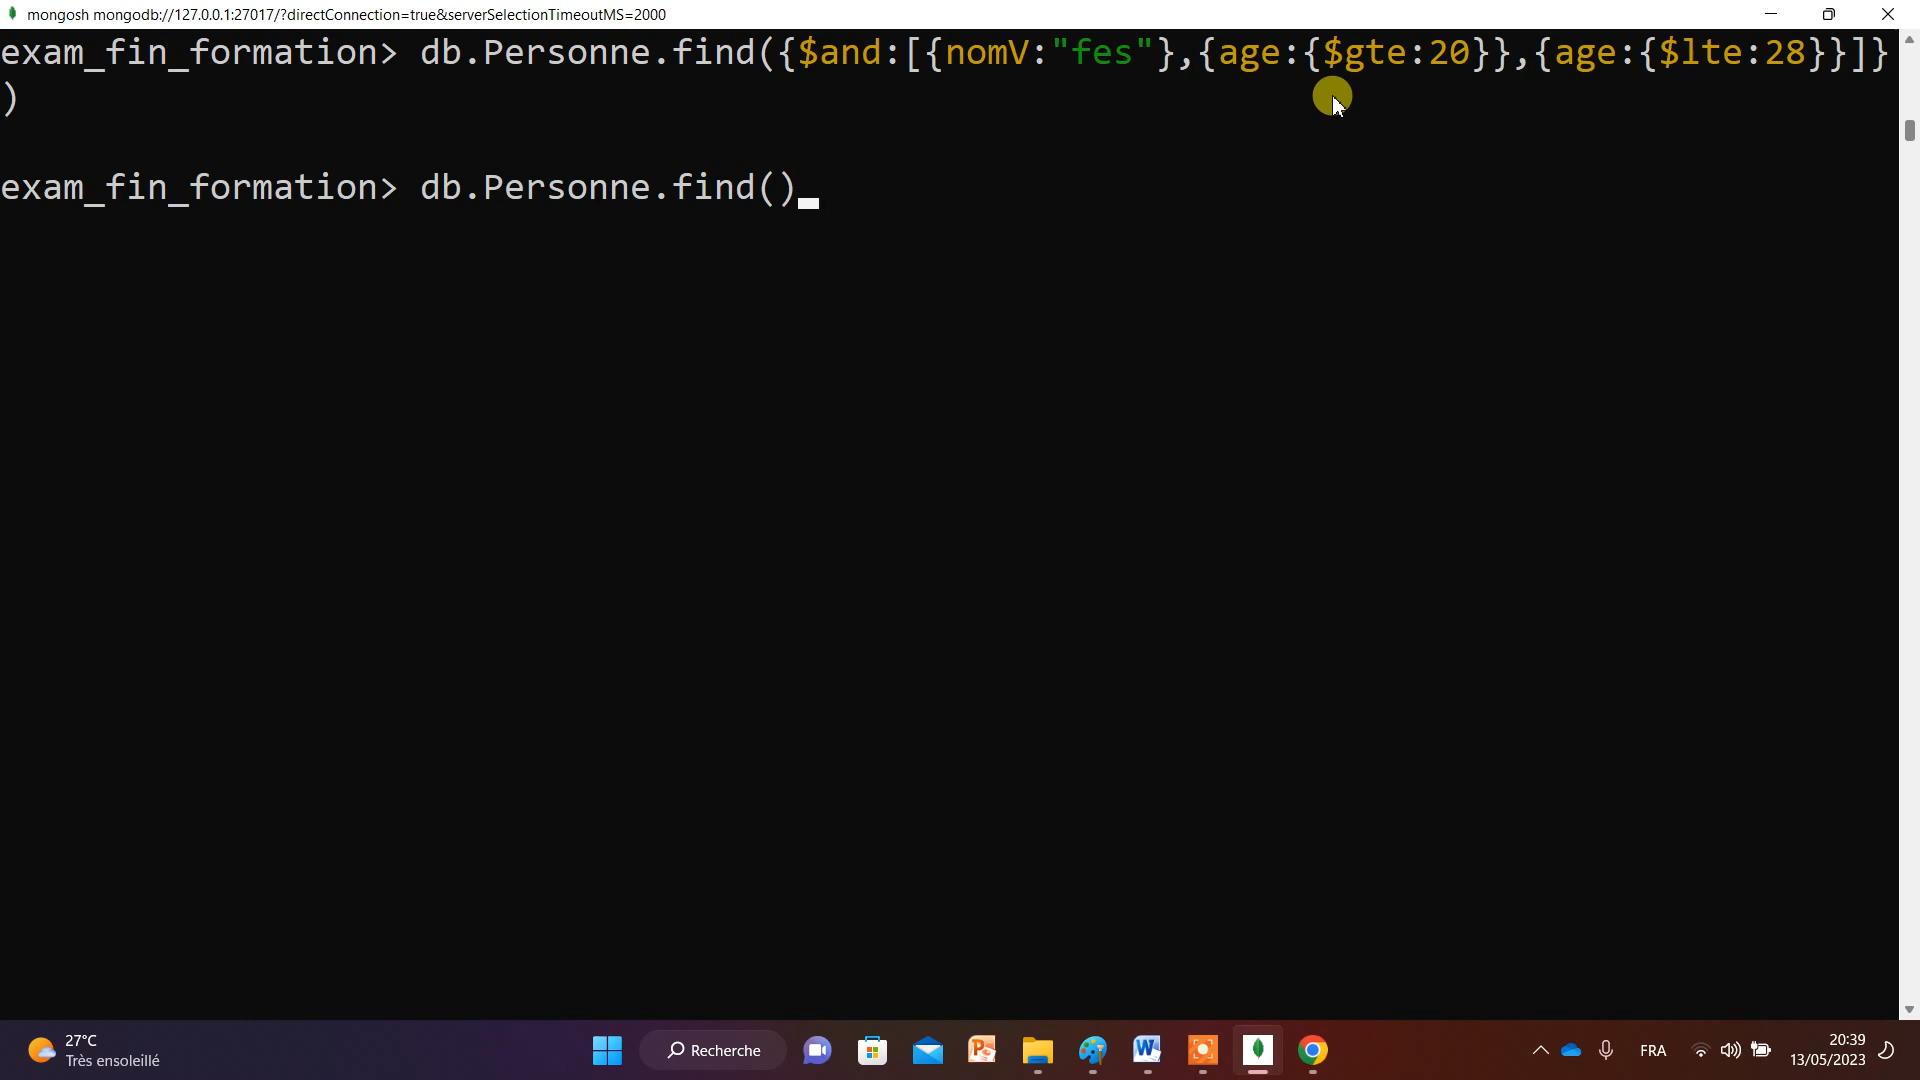 mongosh mongodb://127.0.0.1:27017/?directConnection=true&serverSelectionTimeoutMS=2000
exam_fin_formation> db.Personne.find({$and:[{nomV:"fes"},{age:{$gte:20}},{age:{$lte:28}}]}
)
exam_fin_formation> db.Personne.find()
27°C
Très ensoleillé
Recherche
FRA
20:39
13/05/2023